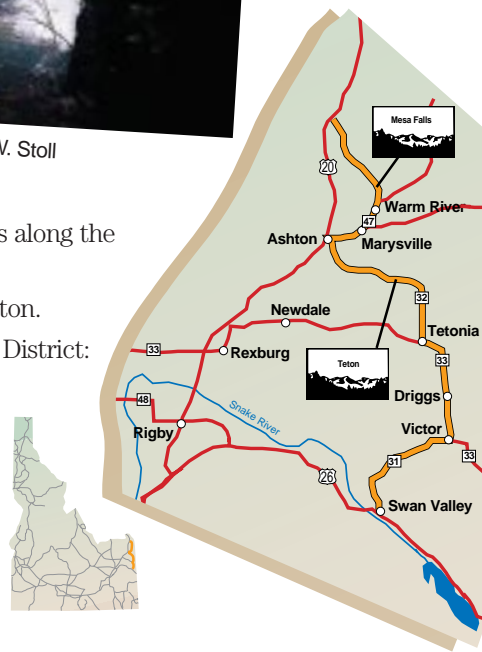 W. Stoll
s along the
ton.
District:
Mesa Falls
20
Warm River
47
Ashton
Marysville
32
Newdale
Tetonia
33
Rexburg
33
Teton
48
Driggs
Snake River
Rigby
Victor
31
33
26
Swan Valley